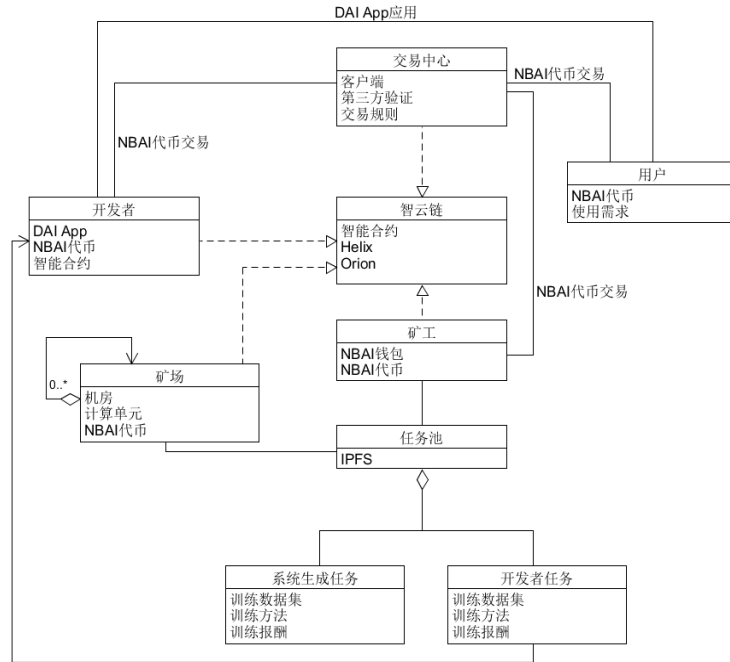 DAI App应用
交易中心
客户端
第三方验证
交易规则
NBAI代币交易
NBAI代币交易
用户
NBAI代币
使用需求
开发者
DAI App
NBAI代币
智能合约
智云链
智能合约
Helix
Orion
NBAI代币交易
矿工
NBAI钱包
NBAI代币
矿场
机房
计算单元
NBAI代币
0..*
任务池
IPFS
系统生成任务
训练数据集
训练方法
训练报酬
开发者任务
训练数据集
训练方法
训练报酬